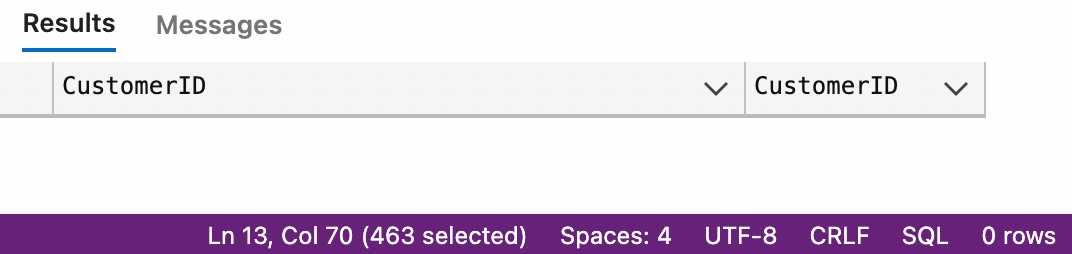 Results Messages
CustomerID CustomerID
Ln 13, Col 70 (463 selected) Spaces: 4 UTF-8 CRLF SQL 0 rows